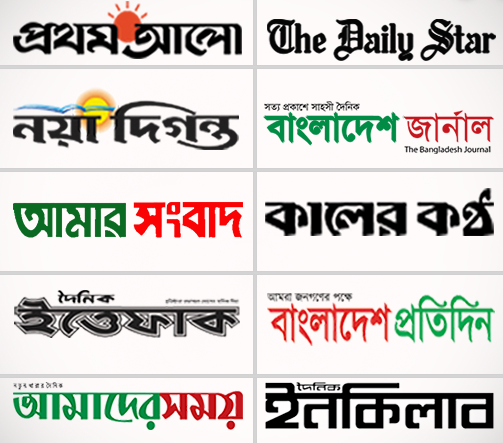 প্রথম আলো
The Daily Star
নয়া দিগন্ত
সত্য প্রকাশে সাহসী দৈনিক
বাংলাদেশ জার্নাল
The Bangladesh Journal
আমার সংবাদ
কালের কণ্ঠ
দৈনিক
ইত্তেফাক
আমরা জনগণের পক্ষে
বাংলাদেশ প্রতিদিন
নতুন ধারার দৈনিক
আমাদের সময়
দৈনিক
ইনকিলাব